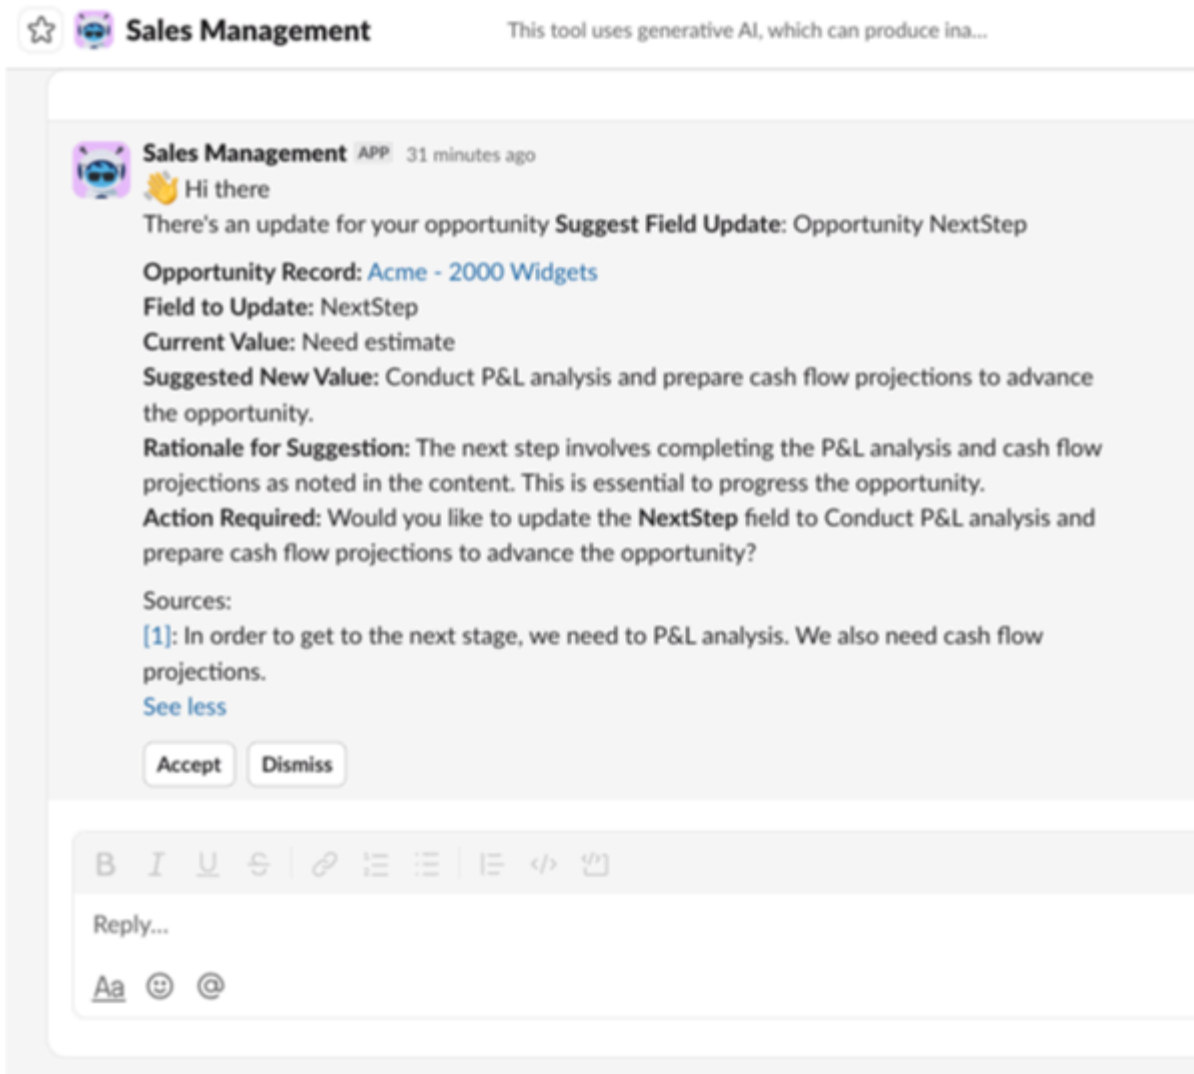 Sales Management
This tool uses generative AI, which can produce ina...
Sales Management APP 31 minutes ago
👋 Hi there
There's an update for your opportunity Suggest Field Update: Opportunity NextStep
Opportunity Record: Acme - 2000 Widgets
Field to Update: NextStep
Current Value: Need estimate
Suggested New Value: Conduct P&L analysis and prepare cash flow projections to advance
the opportunity.
Rationale for Suggestion: The next step involves completing the P&L analysis and cash flow
projections as noted in the content. This is essential to progress the opportunity.
Action Required: Would you like to update the NextStep field to Conduct P&L analysis and
prepare cash flow projections to advance the opportunity?
Sources:
[1]: In order to get to the next stage, we need to P&L analysis. We also need cash flow
projections.
See less
Accept Dismiss
B I U S
Reply...
Aa @